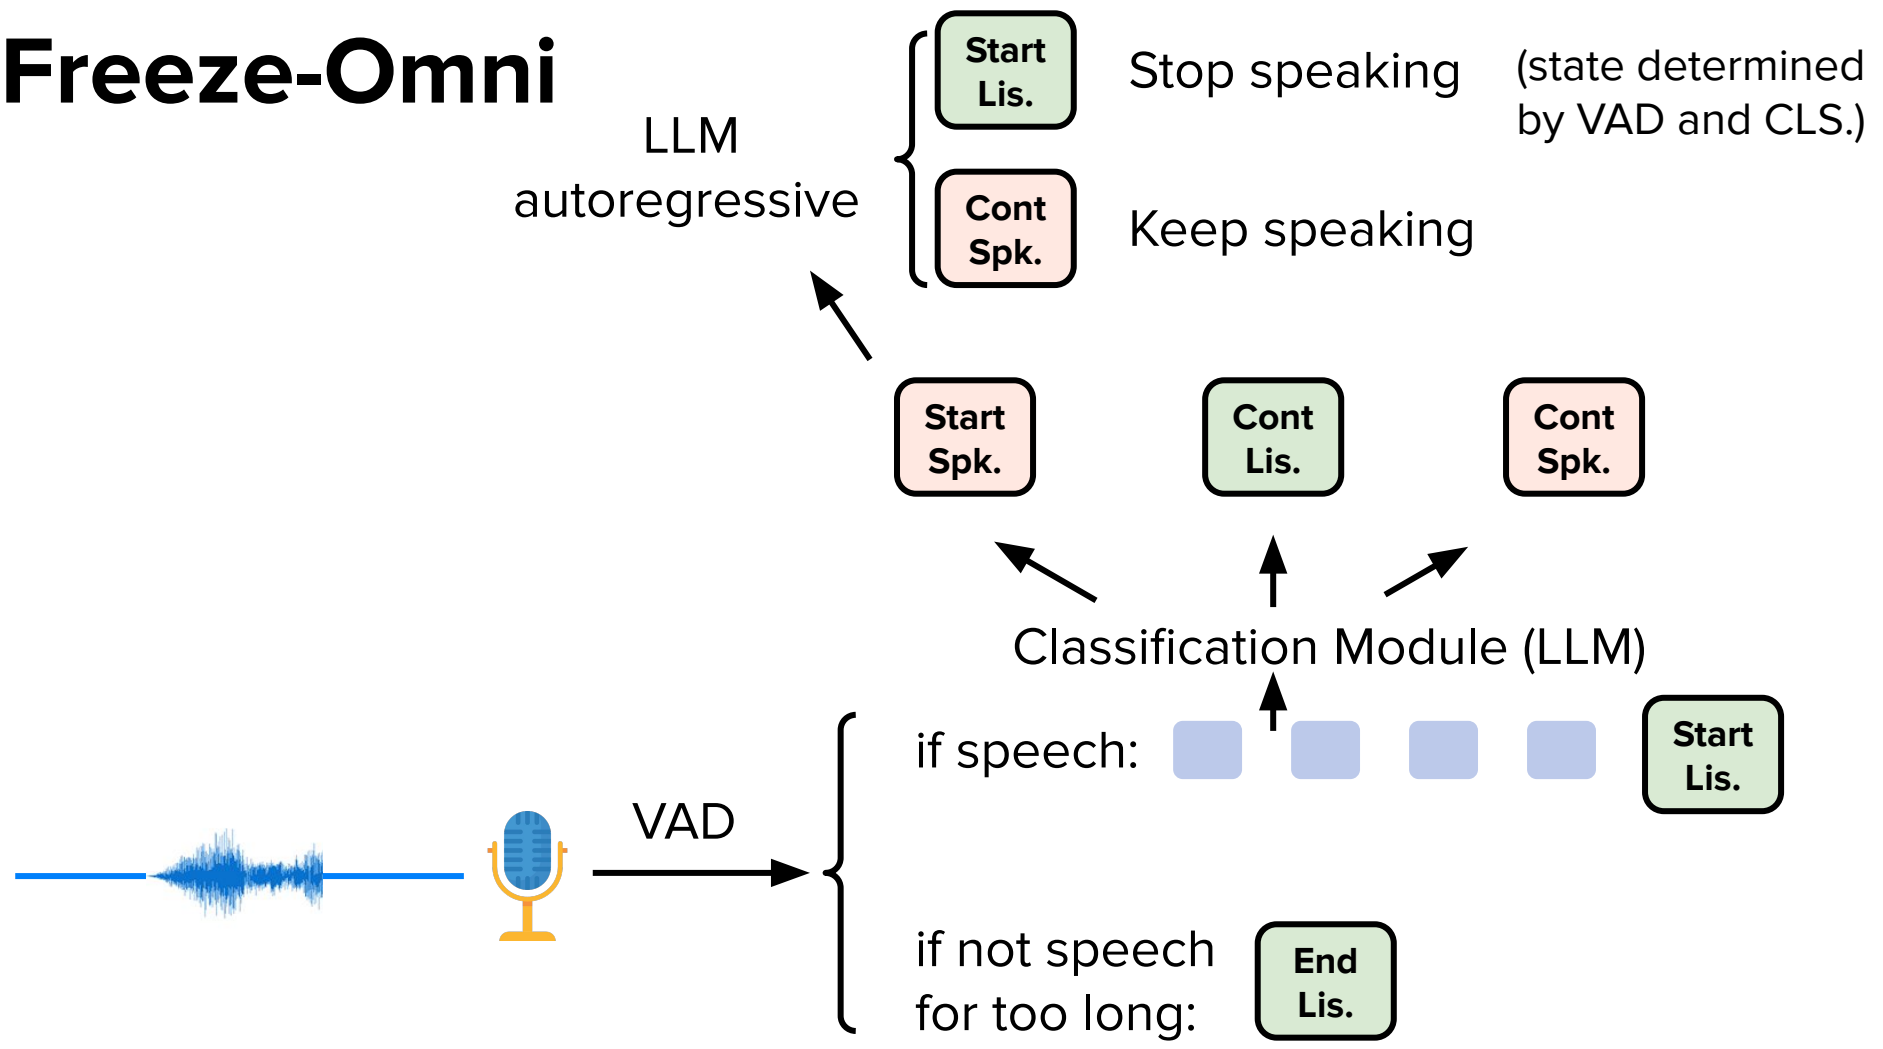 Freeze-Omni
LLM
autoregressive
Start
Lis.
Stop speaking
(state determined
by VAD and CLS.)
Cont
Spk.
Keep speaking
Start
Spk.
Cont
Lis.
Cont
Spk.
Classification Module (LLM)
if speech:
Start
Lis.
VAD
if not speech
for too long:
End
Lis.